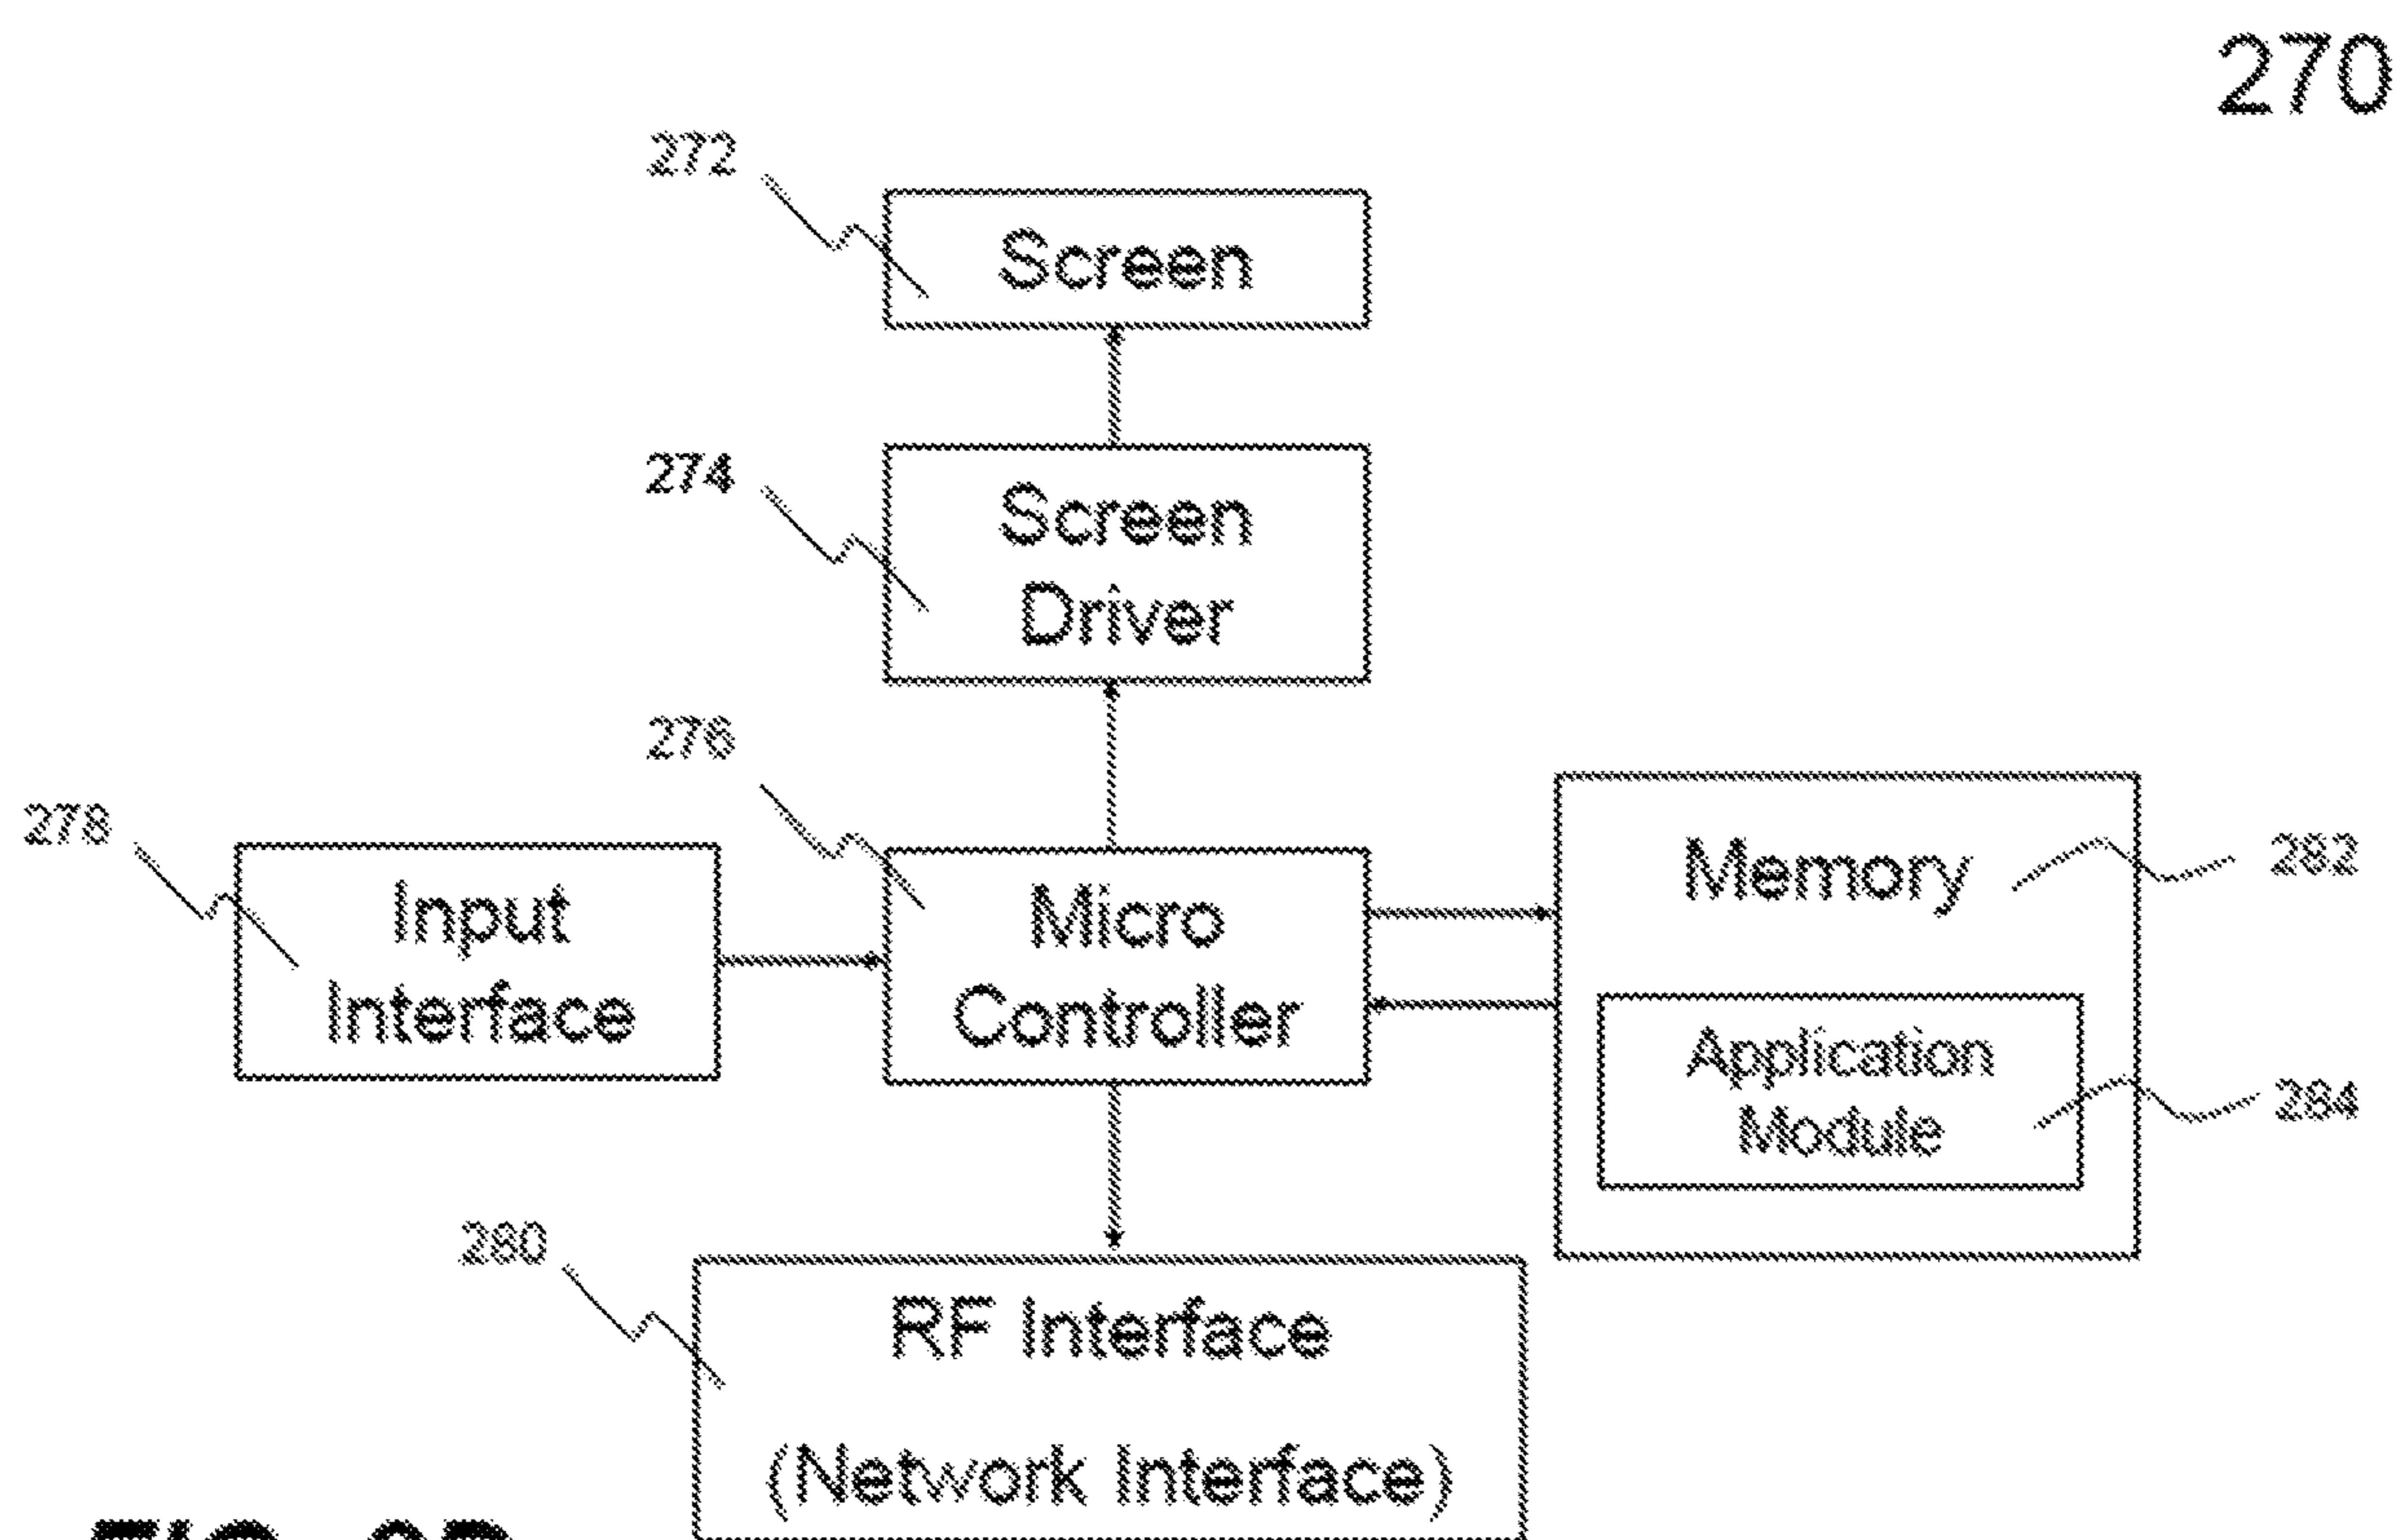 270
272
Screen
274
Screen
Driver
276
278
Input
Interface
Micro
Controller
Memory
282
Application
Module
284
280
RF Interface
(Network Interface)